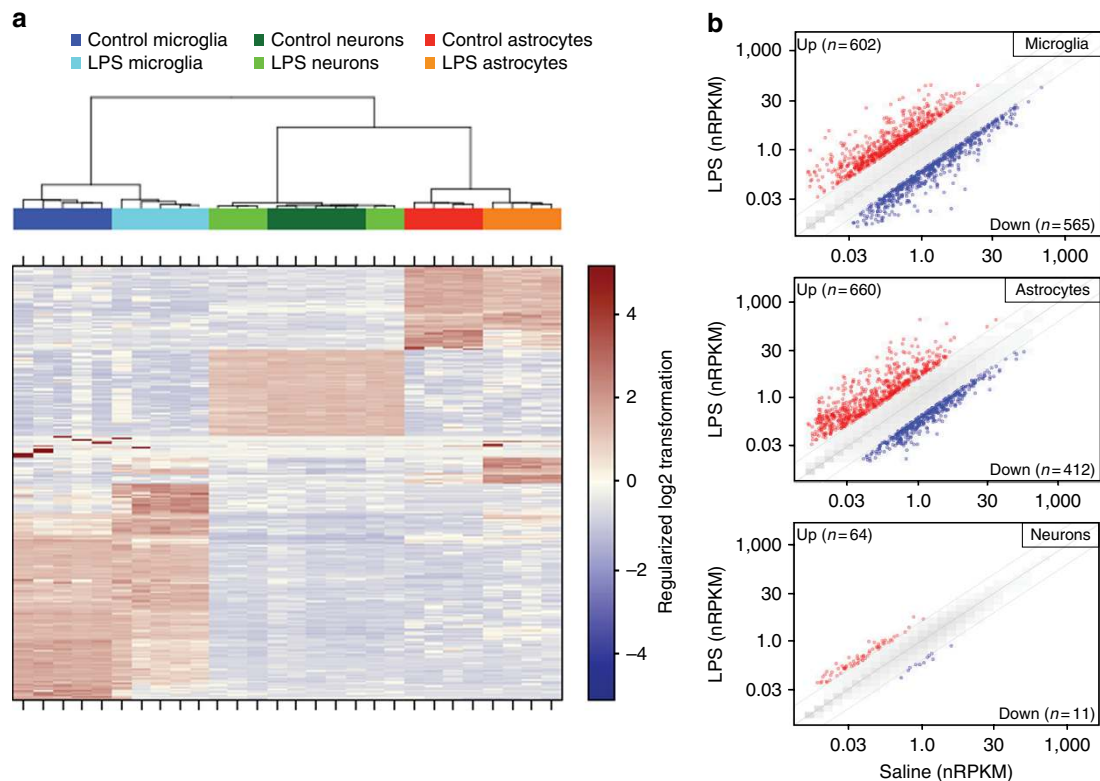 a
Control microglia
Control neurons
Control astrocytes
LPS microglia
LPS neurons
LPS astrocytes
4
2
0
−2
−4
Regularized log2 transformation
b
Up (n=602)
Microglia
1,000
30
1.0
0.03
LPS (nRPKM)
Down (n=565)
0.03
1.0
30
1,000
Up (n=660)
Astrocytes
1,000
30
1.0
0.03
LPS (nRPKM)
Down (n=412)
0.03
1.0
30
1,000
Up (n=64)
Neurons
1,000
30
1.0
0.03
LPS (nRPKM)
Down (n=11)
0.03
1.0
30
1,000
Saline (nRPKM)